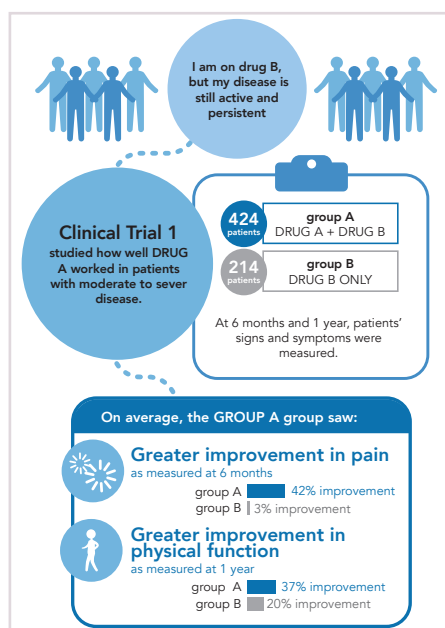 I am on drug B,
but my disease is
still active and
persistent
Clinical Trial 1
studied how well DRUG
A worked in patients
with moderate to sever
disease.
424
patients
group A
DRUG A + DRUG B
214
patients
group B
DRUG B ONLY
At 6 months and 1 year, patients’
signs and symptoms were
measured.
On average, the GROUP A group saw:
Greater improvement in pain
as measured at 6 months
group A 42% improvement
group B 3% improvement
Greater improvement in
physical function
as measured at 1 year
group A 37% improvement
group B 20% improvement